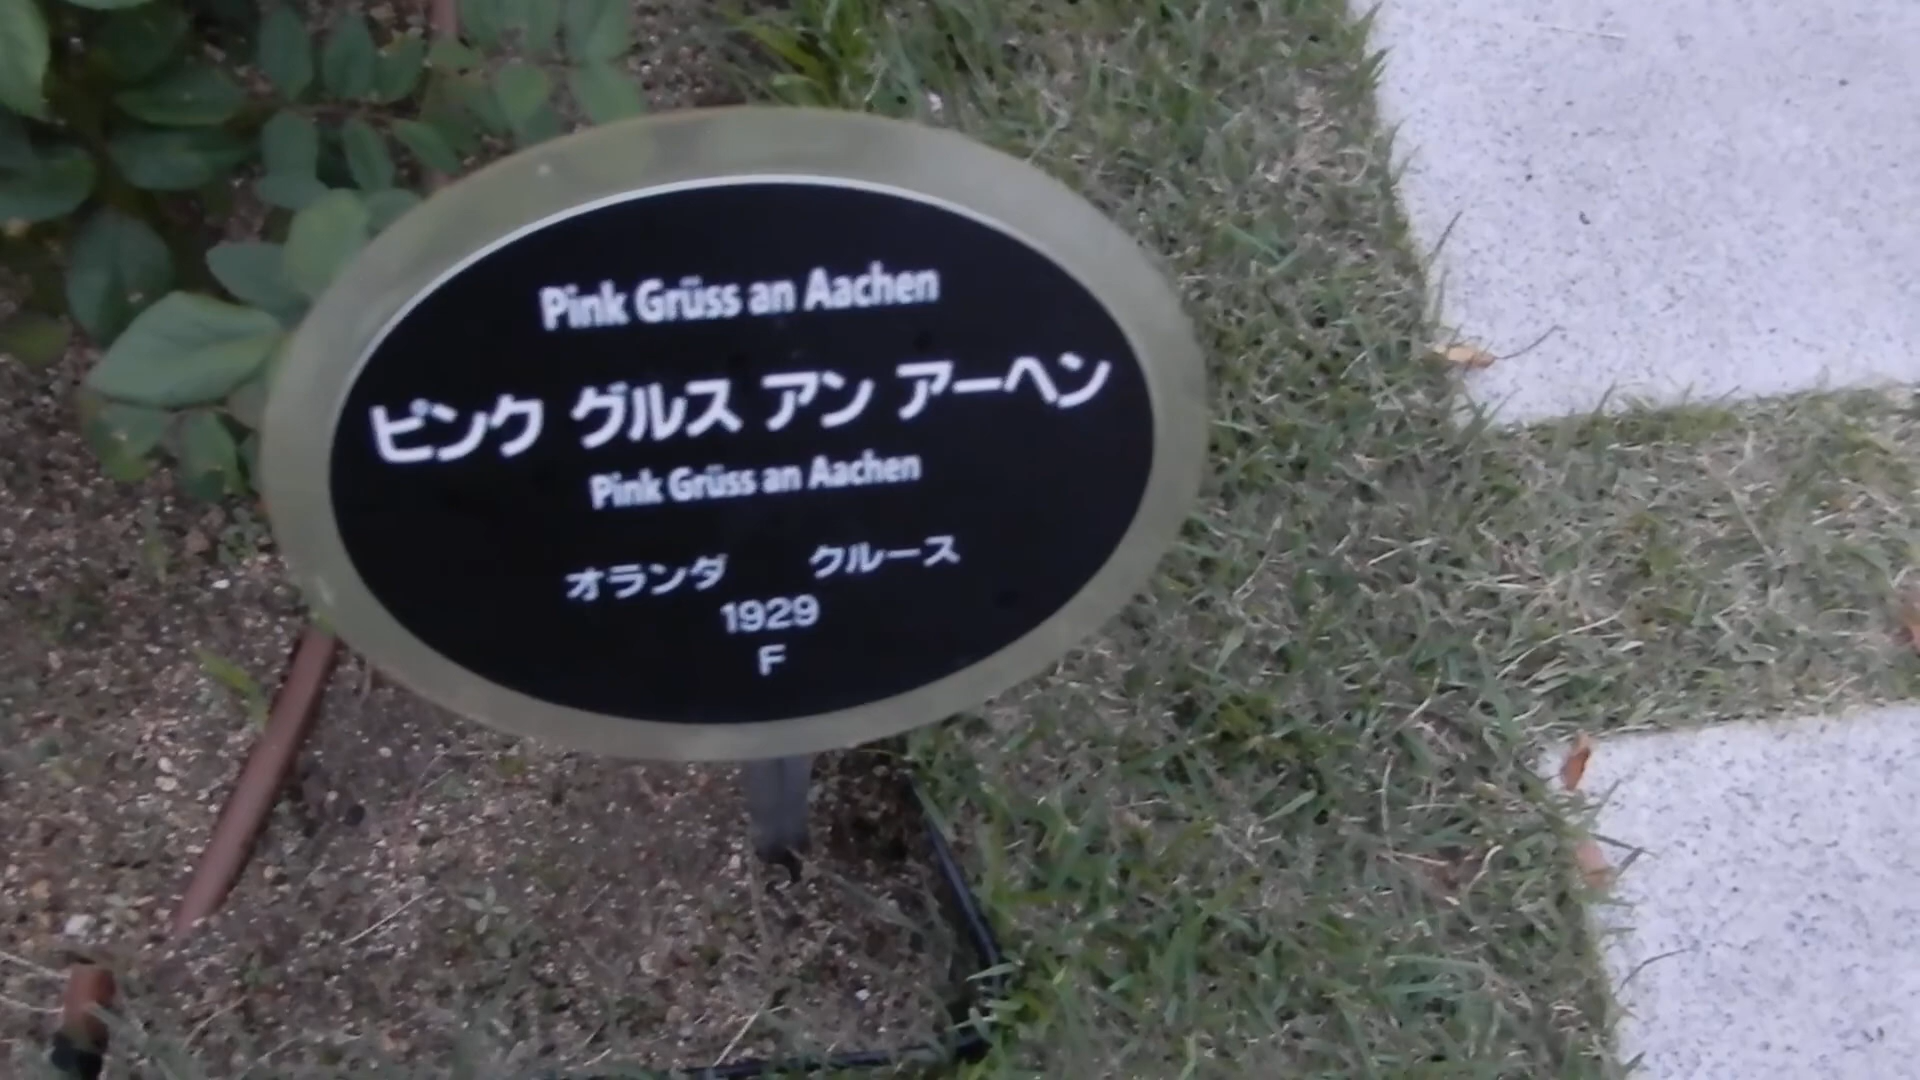 Pink Grüss an Aachen
ピンク グルス アン アーヘン
Pink Grüss an Aachen
オランダ クルース
1929
F